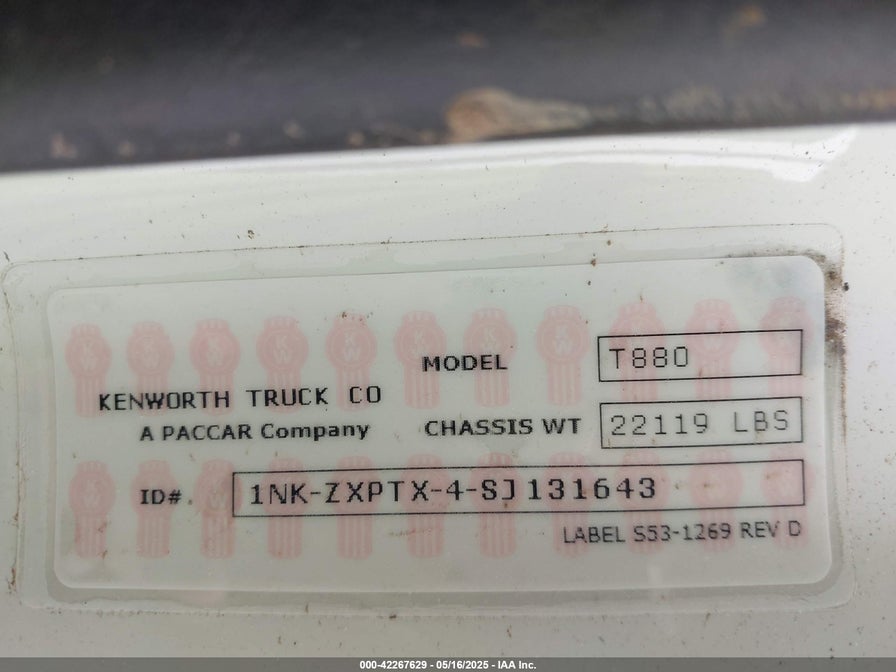 MODEL T880
KENWORTH TRUCK CO
A PACCAR Company
CHASSIS WT 22119 LBS
ID#. 1NK-ZXPTX-4-SJ131643
LABEL S53-1269 REV D
000-42267629 - 05/16/2025 - IAA Inc.